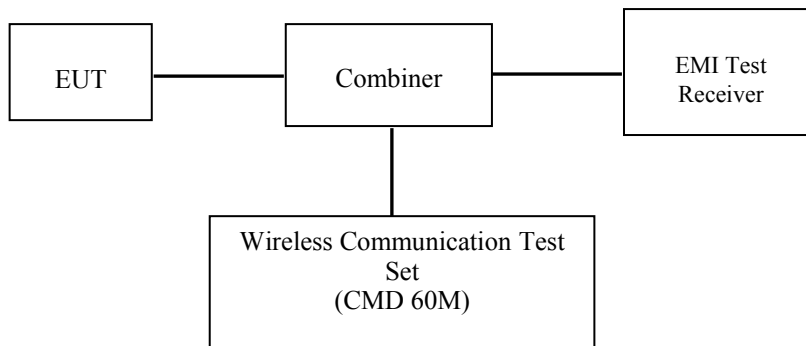 EUT
Combiner
EMI Test
Receiver
Wireless Communication Test
Set
(CMD 60M)